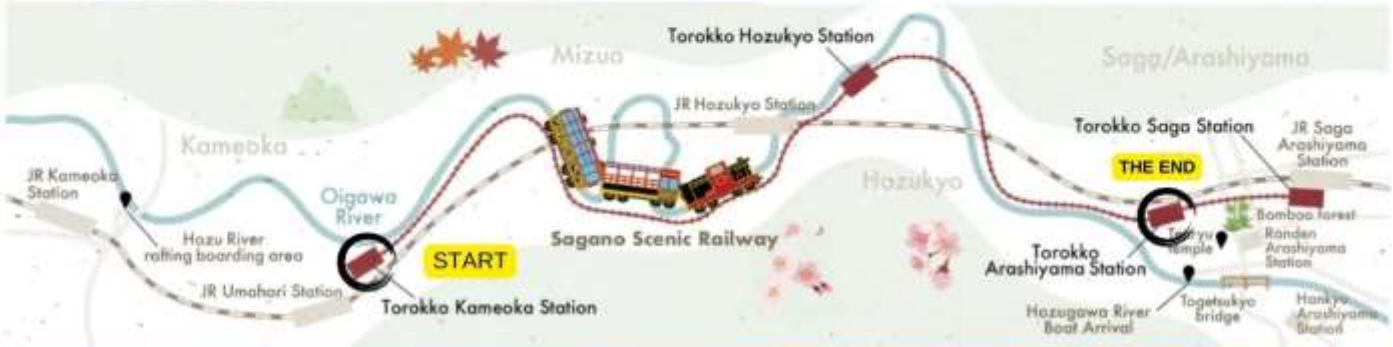 Torokko Hozukyo Station
Mizuo
Saga/Arashiyama
JR Hozukyo Station
Torokko Saga Station
JR Saga
Arashiyama
Station
Kameoka
THE END
JR Kameoka
Station
Oigawa
River
Hozukyo
Bamboo Forest
Hozu River
rafting boarding area
START
Sagano Scenic Railway
Temple
Randen
Arashiyama
Station
Torokko
Arashiyama Station
JR Umahori Station
Torokko Kameoka Station
Hozugawa River
Boat Arrival
Togetsukyo
bridge
Hankyu
Arashiyama
Station